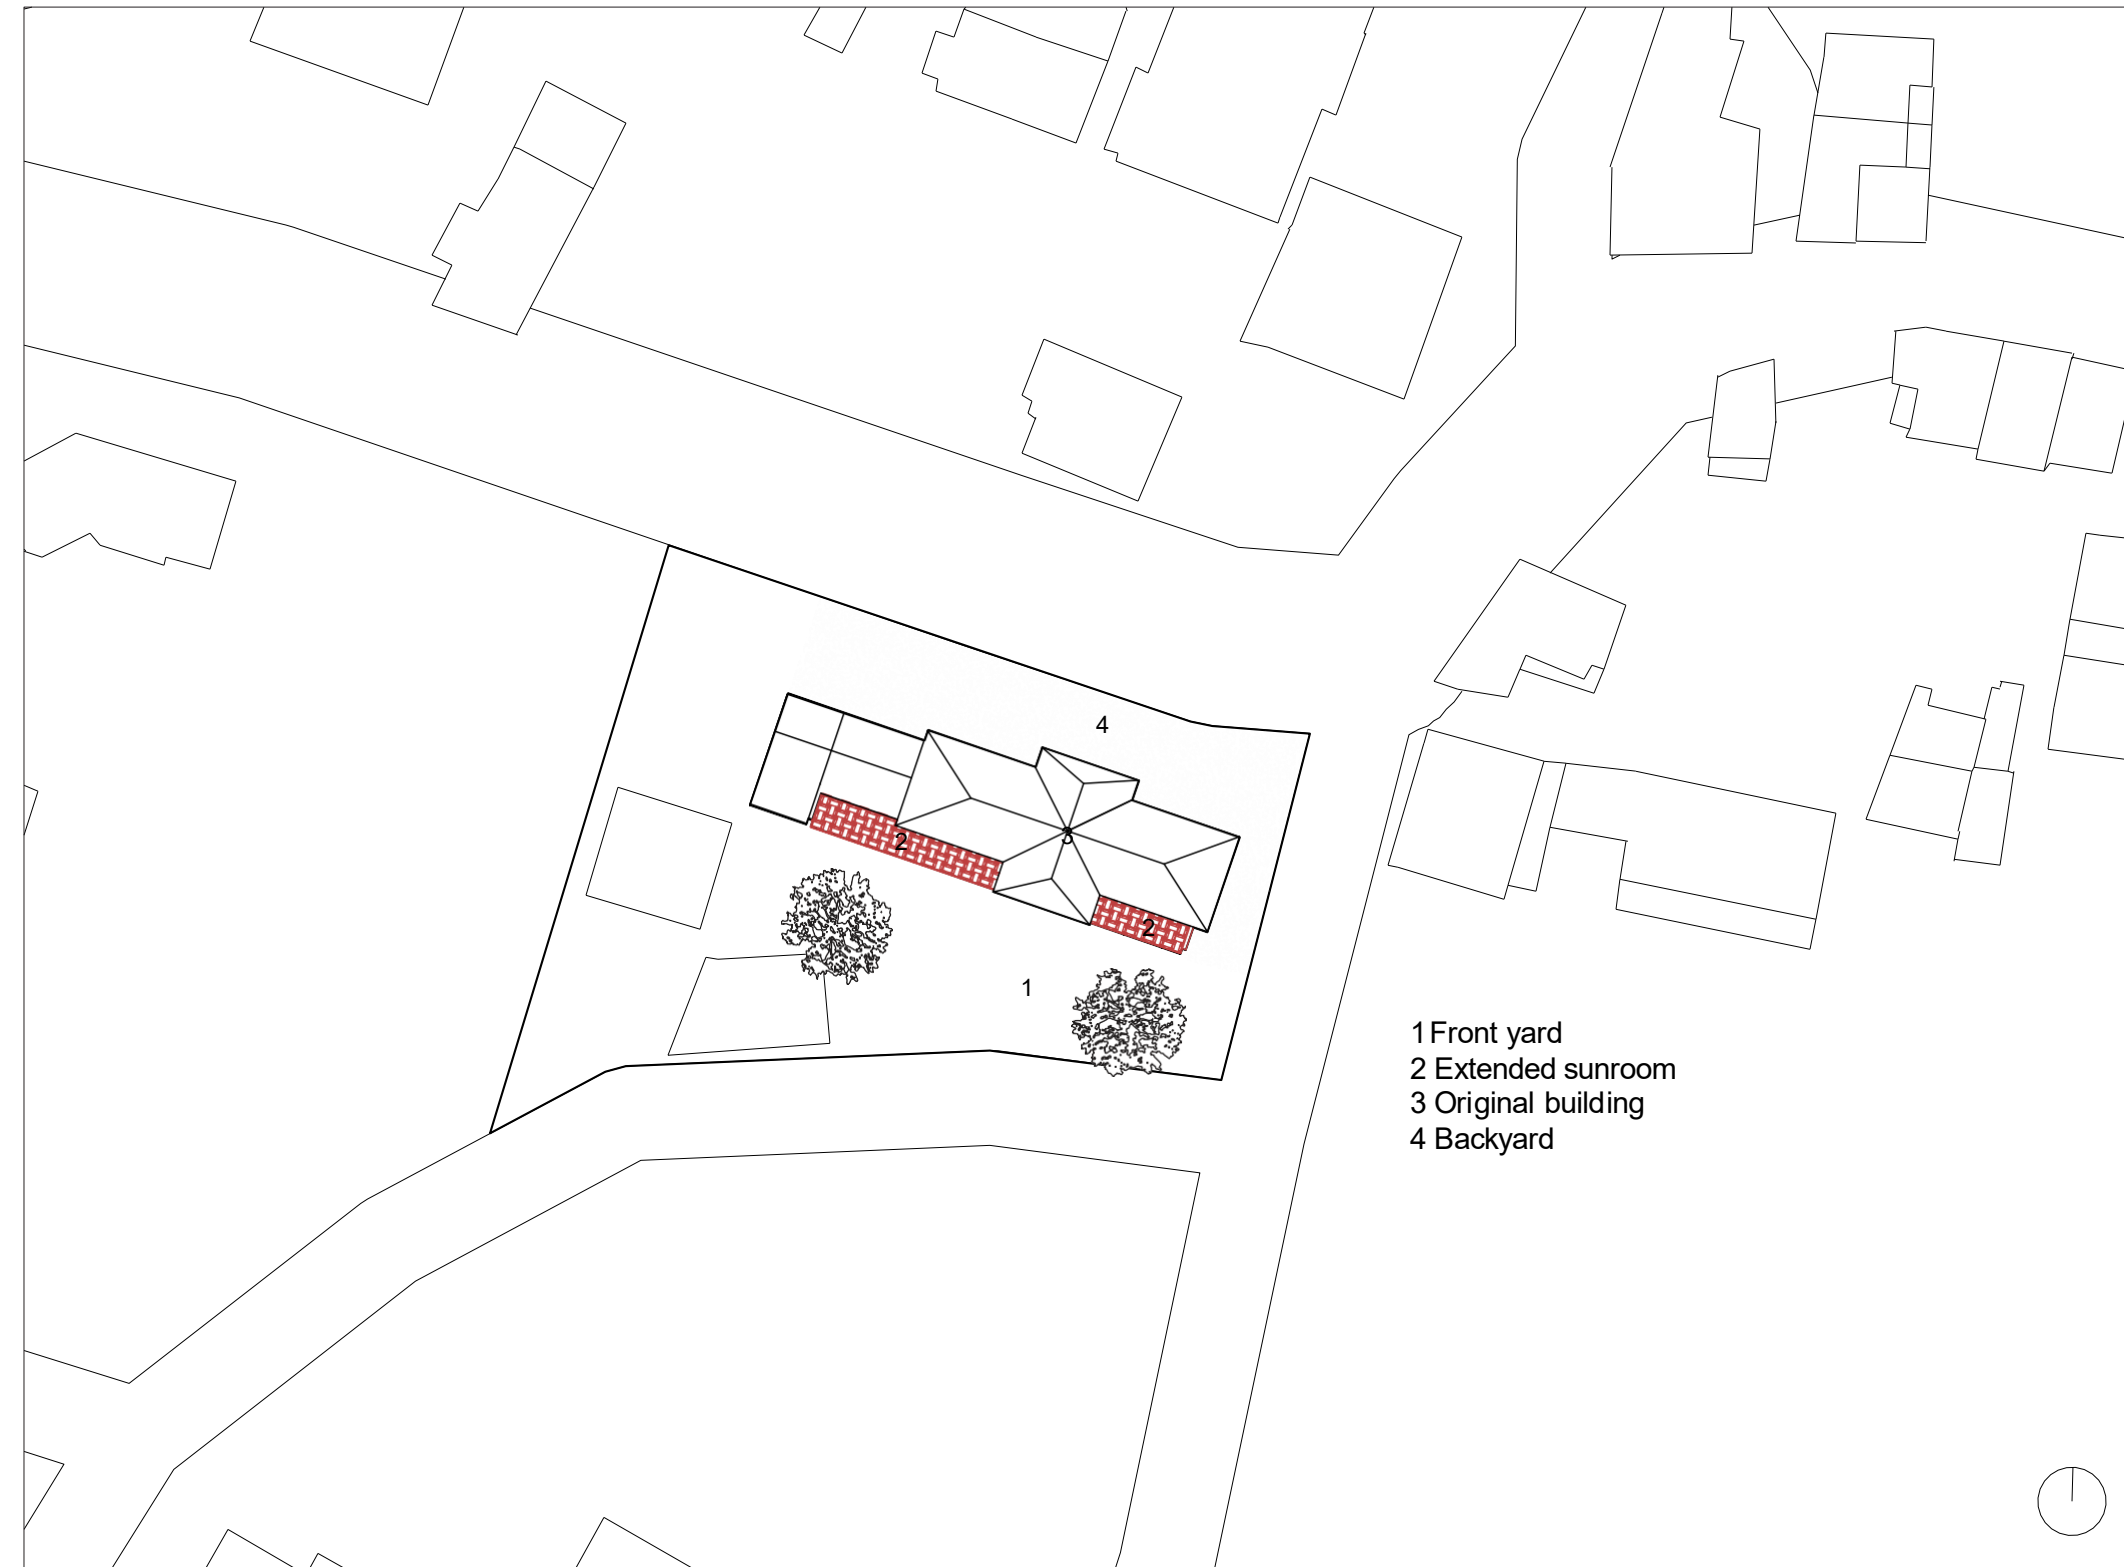 4
2
3
2
1
1 Front yard
2 Extended sunroom
3 Original building
4 Backyard